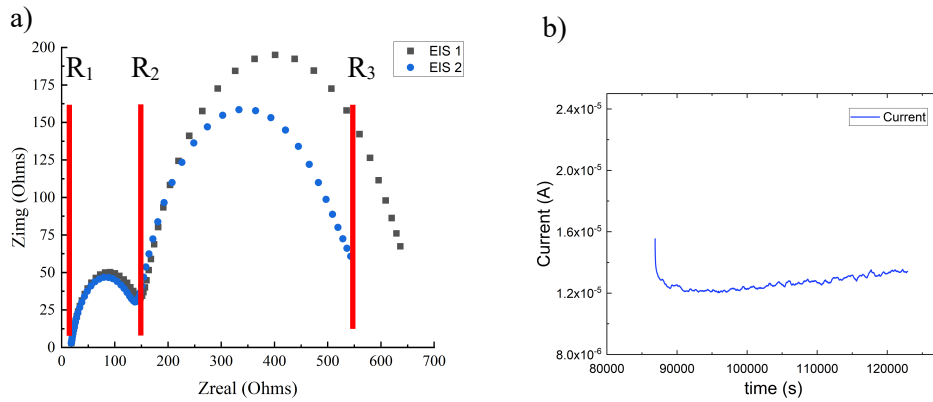 a)
200
175
150
125
100
75
50
25
0
Zimg (Ohms)
0 100 200 300 400 500 600 700
Zreal (Ohms)
R1
R2
R3
EIS 1
EIS 2
b)
2.4x10-5
2.0x10-5
1.6x10-5
1.2x10-5
8.0x10-6
Current (A)
80000 90000 100000 110000 120000
time (s)
Current